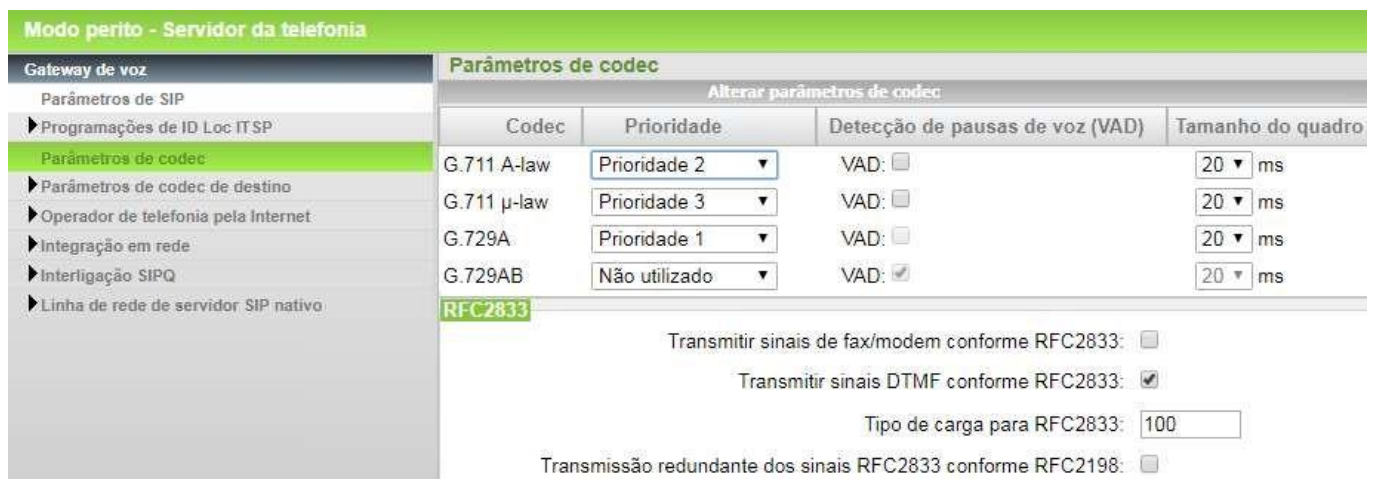 Modo perito - Servidor da telefonia
Gateway de voz
Parâmetros de SIP
Programações de ID Loc ITSP
Parâmetros de codec
Parâmetros de codec de destino
Operador de telefonia pela Internet
Integração em rede
Interligação SIPQ
Linha de rede de servidor SIP nativo
Parâmetros de codec
Alterar parâmetros de codec
Codec Prioridade Detecção de pausas de voz (VAD) Tamanho do quadro
G.711 A-law Prioridade 2 VAD: 20 ms
G.711 µ-law Prioridade 3 VAD: 20 ms
G.729A Prioridade 1 VAD: 20 ms
G.729AB Não utilizado VAD: 20 ms
RFC2833
Transmitir sinais de fax/modem conforme RFC2833:
Transmitir sinais DTMF conforme RFC2833:
Tipo de carga para RFC2833: 100
Transmissão redundante dos sinais RFC2833 conforme RFC2198: